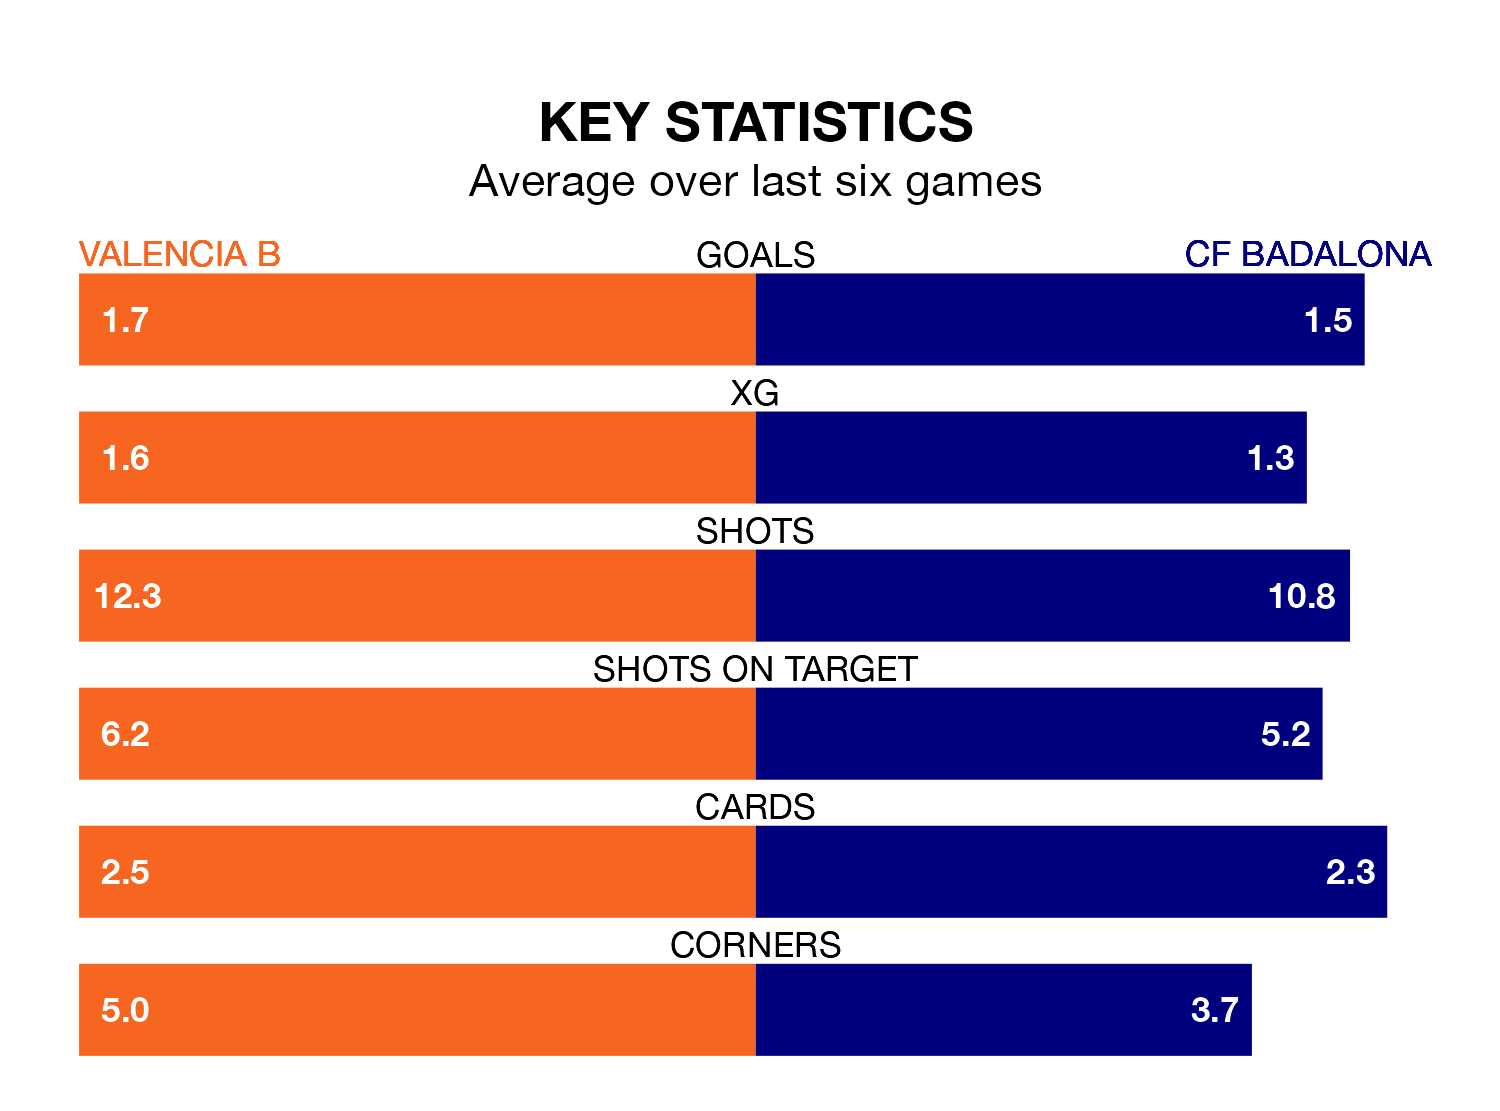 KEY STATISTICS
Average over last six games
VALENCIA B GOALS CF BADALONA
1.7 1.5
XG
1.6 1.3
SHOTS
12.3 10.8
SHOTS ON TARGET
6.2 5.2
CARDS
2.5 2.3
CORNERS
5.0 3.7